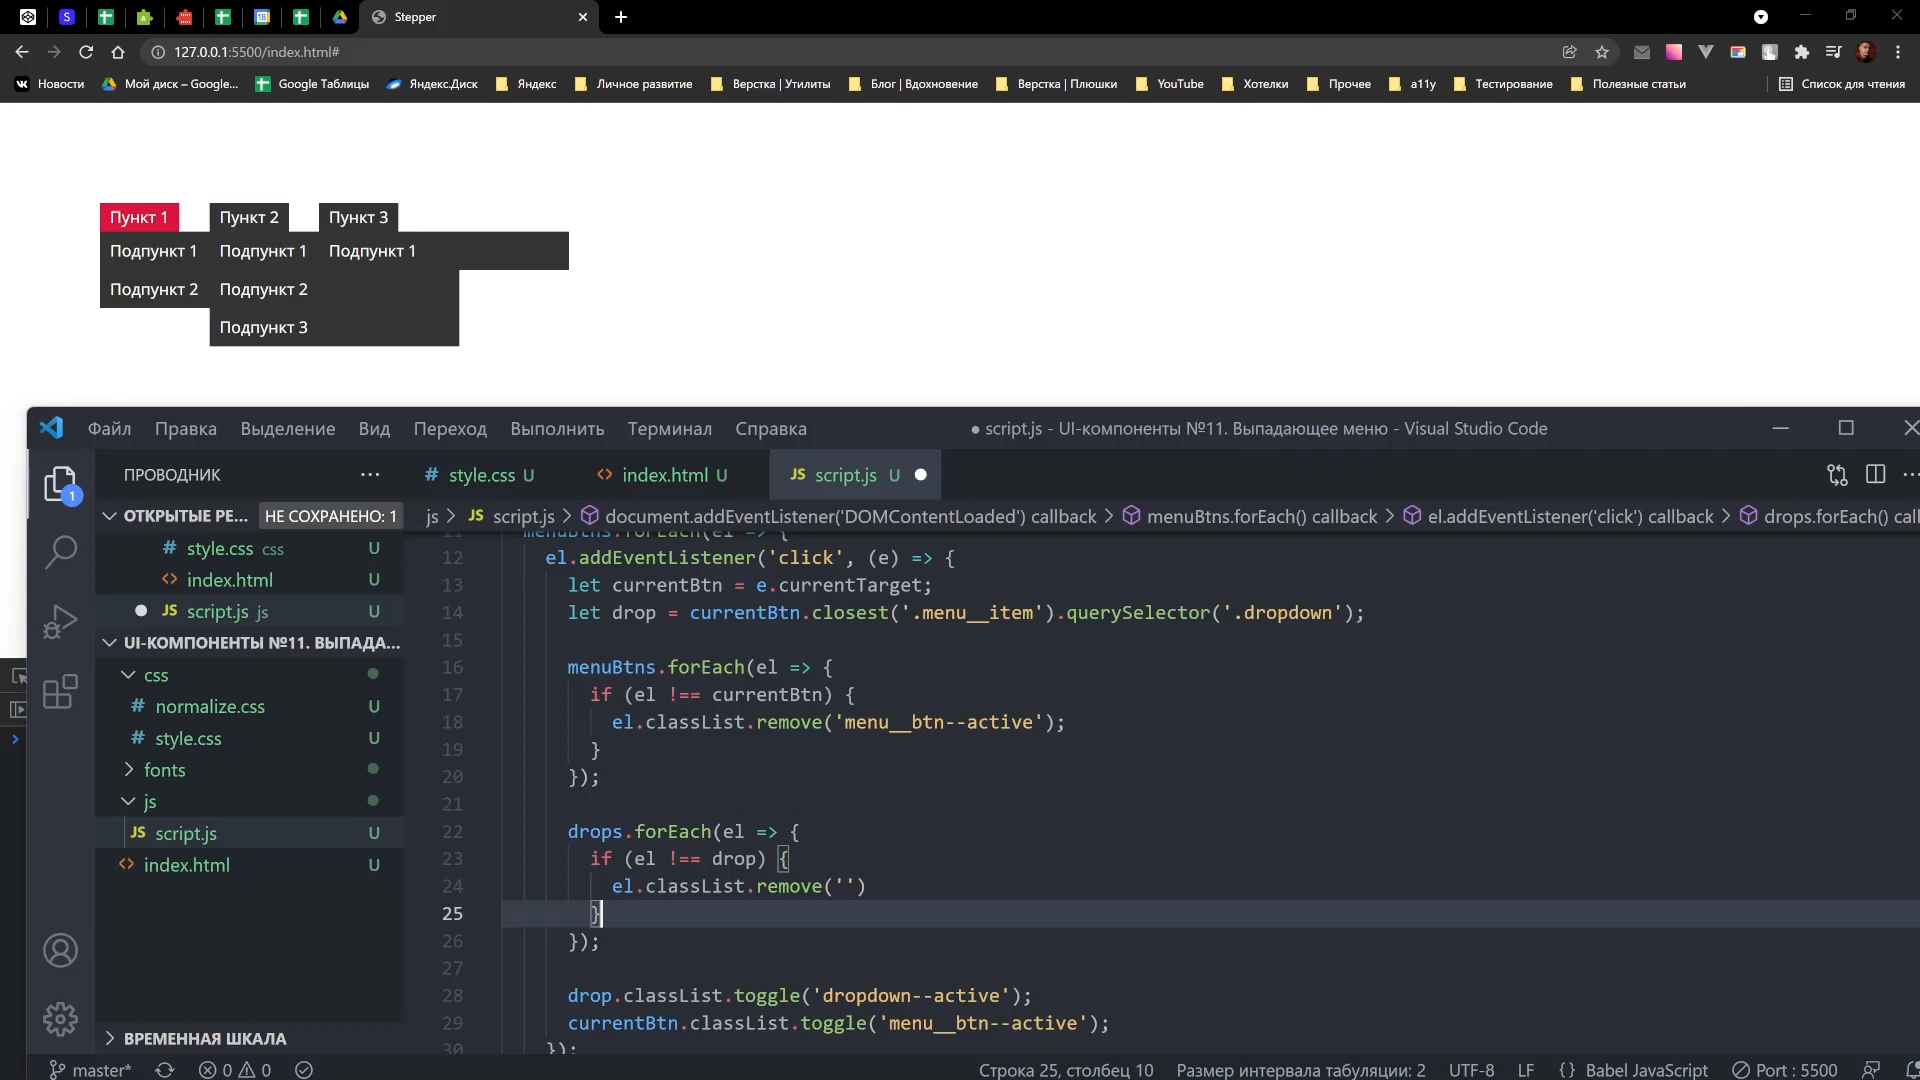 Stepper
127.0.0.1:5500/index.html#
Новости Мой диск – Google... Google Таблицы Яндекс.Диск Яндекс Личное развитие Верстка | Утилиты Блог | Вдохновение Верстка | Плюшки YouTube Хотелки Прочее a11y Тестирование Полезные статьи Список для чтения
Пункт 1 Пункт 2 Пункт 3
Подпункт 1 Подпункт 1 Подпункт 1
Подпункт 2 Подпункт 2
Подпункт 3
Файл Правка Выделение Вид Переход Выполнить Терминал Справка ● script.js - UI-компоненты №11. Выпадающее меню - Visual Studio Code
ПРОВОДНИК ··· # style.css U <> index.html U JS script.js U ●
ОТКРЫТЫЕ РЕ... НЕ СОХРАНЕНО: 1 js > JS script.js > document.addEventListener('DOMContentLoaded') callback > menuBtns.forEach() callback > el.addEventListener('click') callback > drops.forEach() call
# style.css css U
<> index.html U
● JS script.js js U
UI-КОМПОНЕНТЫ №11. ВЫПАДА...
css
# normalize.css U
# style.css U
fonts
js
JS script.js U
<> index.html U
ВРЕМЕННАЯ ШКАЛА
11 menuBtns.forEach(el => {
12 el.addEventListener('click', (e) => {
13 let currentBtn = e.currentTarget;
14 let drop = currentBtn.closest('.menu__item').querySelector('.dropdown');
15
16 menuBtns.forEach(el => {
17 if (el !== currentBtn) {
18 el.classList.remove('menu__btn--active');
19 }
20 });
21
22 drops.forEach(el => {
23 if (el !== drop) {
24 el.classList.remove('')
25 }
26 });
27
28 drop.classList.toggle('dropdown--active');
29 currentBtn.classList.toggle('menu__btn--active');
30 });
master* 0 0 Строка 25, столбец 10 Размер интервала табуляции: 2 UTF-8 LF {} Babel JavaScript Port : 5500